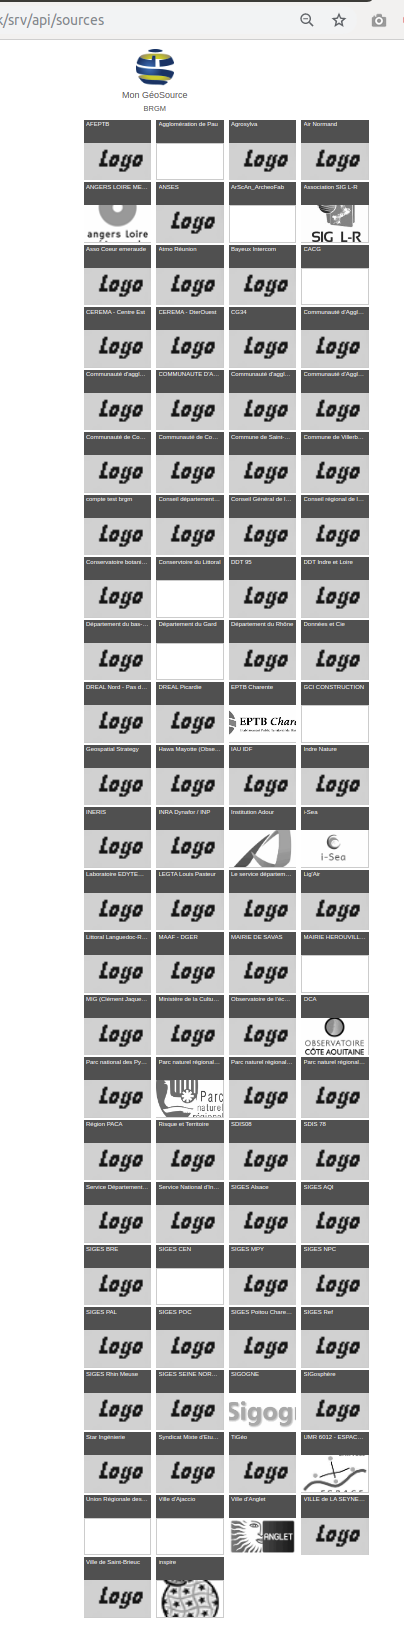 k/srv/api/sources
Mon GéoSource
BRGM
AFEPTB
Agglomération de Pau
Agrosylva
Air Normand
Logo
Logo
Logo
ANGERS LOIRE ME...
ANSES
ArScAn_ArcheoFab
Association SIG L-R
angers loire
Logo
SIG L-R
Asso Coeur emeraude
Atmo Réunion
Bayeux Intercom
CACG
Logo
Logo
Logo
CEREMA - Centre Est
CEREMA - DterOuest
CG34
Communauté d'Aggl...
Logo
Logo
Logo
Logo
Communauté d'aggl...
COMMUNAUTE D'A...
Communauté d'aggl...
Communauté d'Aggl...
Logo
Logo
Logo
Logo
Communauté de Co...
Communauté de Co...
Commune de Saint-...
Commune de Villerb...
Logo
Logo
Logo
Logo
compte test brgm
Conseil département...
Conseil Général de l...
Conseil régional de l...
Logo
Logo
Logo
Logo
Conservatoire botani...
Conservtoire du Littoral
DDT 95
DDT Indre et Loire
Logo
Logo
Logo
Département du bas-...
Département du Gard
Département du Rhône
Données et Cie
Logo
Logo
Logo
DREAL Nord - Pas d...
DREAL Picardie
EPTB Charente
GCI CONSTRUCTION
Logo
Logo
EPTB Chare
Geospatial Strategy
Hawa Mayotte (Obse...
IAU IDF
Indre Nature
Logo
Logo
Logo
Logo
INERIS
INRA Dynafor / INP
Institution Adour
i-Sea
Logo
Logo
i-Sea
Laboratoire EDYTE...
LEGTA Louis Pasteur
Le service départem...
Lig'Air
Logo
Logo
Logo
Logo
Littoral Languedoc-R...
MAAF - DGER
MAIRIE DE SAVAS
MAIRIE HEROUVILL...
Logo
Logo
Logo
MIG (Clément Jaque...
Ministère de la Cultu...
Observatoire de l'éc...
OCA
Logo
Logo
Logo
OBSERVATOIRE
CÔTE AQUITAINE
Parc national des Py...
Parc naturel régional...
Parc naturel régional...
Parc naturel régional...
Logo
Parc
naturel
régional
Logo
Logo
Région PACA
Risque et Territoire
SDIS08
SDIS 78
Logo
Logo
Logo
Logo
Service Département...
Service National d'In...
SIGES Alsace
SIGES AQI
Logo
Logo
Logo
Logo
SIGES BRE
SIGES CEN
SIGES MPY
SIGES NPC
Logo
Logo
Logo
SIGES PAL
SIGES POC
SIGES Poitou Chare...
SIGES Ref
Logo
Logo
Logo
Logo
SIGES Rhin Meuse
SIGES SEINE NOR...
SIGOGNE
SIGosphère
Logo
Logo
Sigog
Logo
Star Ingénierie
Syndicat Mixte d'Etu...
TiGéo
UMR 6012 - ESPAC...
Logo
Logo
Logo
Union Régionale des...
Ville d'Ajaccio
Ville d'Anglet
VILLE de LA SEYNE...
ANGLET
Logo
Ville de Saint-Brieuc
inspire
Logo